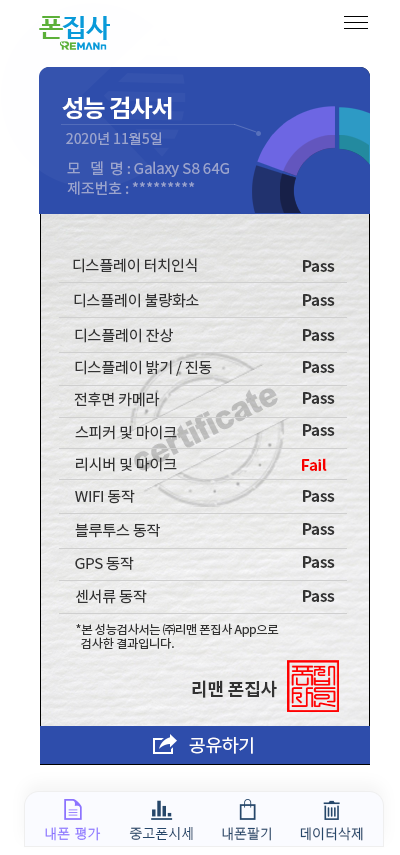 폰집사
REMANn
성능 검사서
2020년 11월5일
모 델 명 : Galaxy S8 64G
제조번호 : *********
디스플레이 터치인식 Pass
디스플레이 불량화소 Pass
디스플레이 잔상 Pass
디스플레이 밝기 / 진동 Pass
전후면 카메라 Pass
certificate
스피커 및 마이크 Pass
리시버 및 마이크 Fail
WIFI 동작 Pass
블루투스 동작 Pass
GPS 동작 Pass
센서류 동작 Pass
*본 성능검사서는 ㈜리맨 폰집사 App으로
검사한 결과입니다.
리맨 폰집사
공유하기
내폰 평가 중고폰시세 내폰팔기 데이터삭제